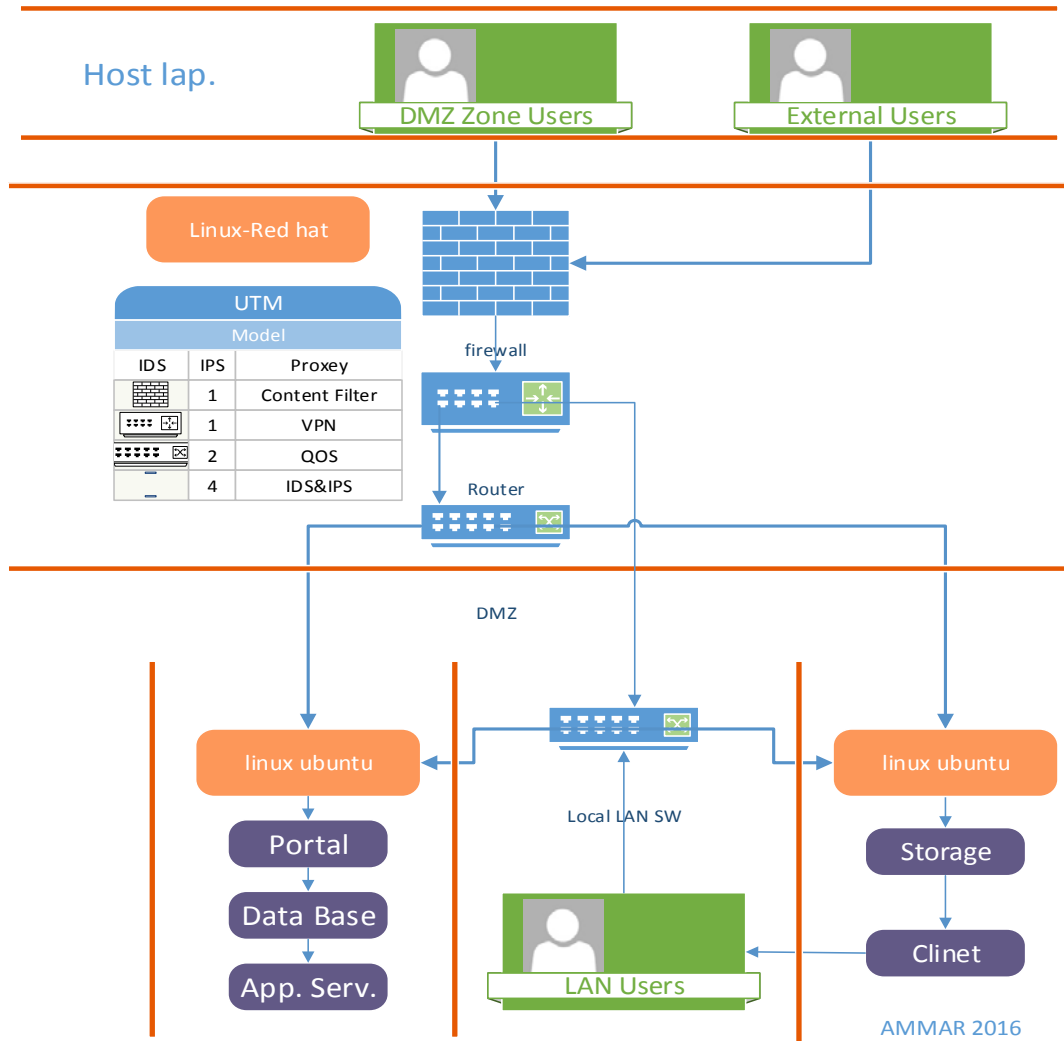 Host lap.
DMZ Zone Users
External Users
Linux-Red hat
UTM
Model
IDS IPS Proxey
1 Content Filter
1 VPN
2 QOS
4 IDS&IPS
firewall
Router
DMZ
linux ubuntu
linux ubuntu
Local LAN SW
Portal
Storage
Data Base
Clinet
App. Serv.
LAN Users
AMMAR 2016